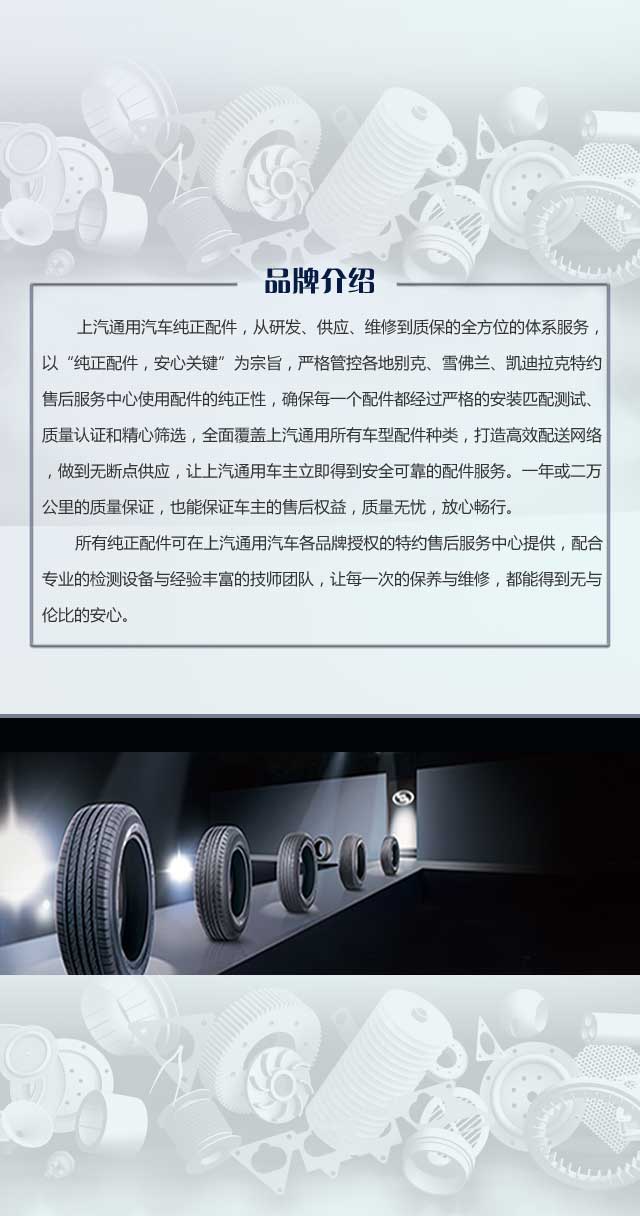 品牌介绍
上汽通用汽车纯正配件，从研发、供应、维修到质保的全方位的体系服务，
以“纯正配件，安心关键”为宗旨，严格管控各地别克、雪佛兰、凯迪拉克特约
售后服务中心使用配件的纯正性，确保每一个配件都经过严格的安装匹配测试、
质量认证和精心筛选，全面覆盖上汽通用所有车型配件种类，打造高效配送网络
，做到无断点供应，让上汽通用车主立即得到安全可靠的配件服务。一年或二万
公里的质量保证，也能保证车主的售后权益，质量无忧，放心畅行。
所有纯正配件可在上汽通用汽车各品牌授权的特约售后服务中心提供，配合
专业的检测设备与经验丰富的技师团队，让每一次的保养与维修，都能得到无与
伦比的安心。